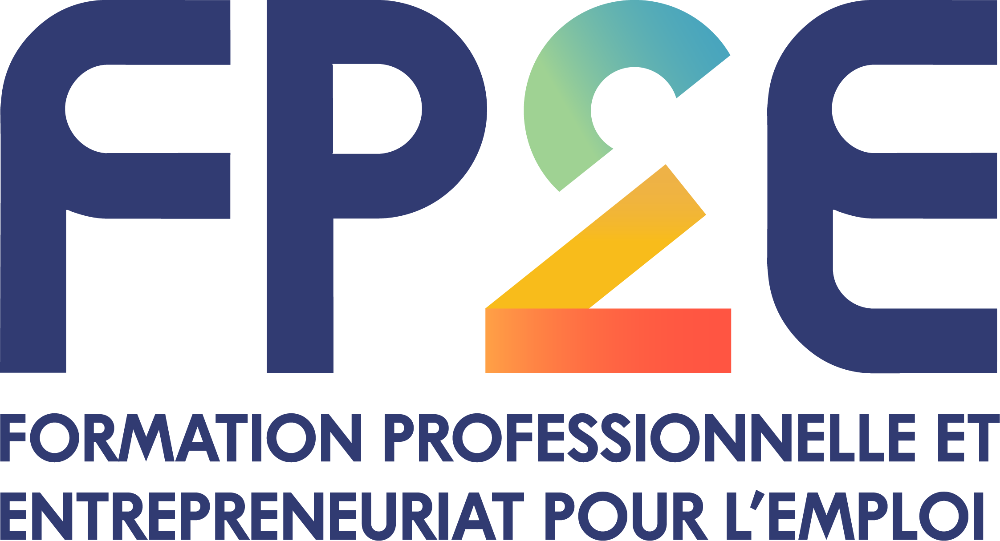 FP2E
FORMATION PROFESSIONNELLE ET
ENTREPRENEURIAT POUR L'EMPLOI